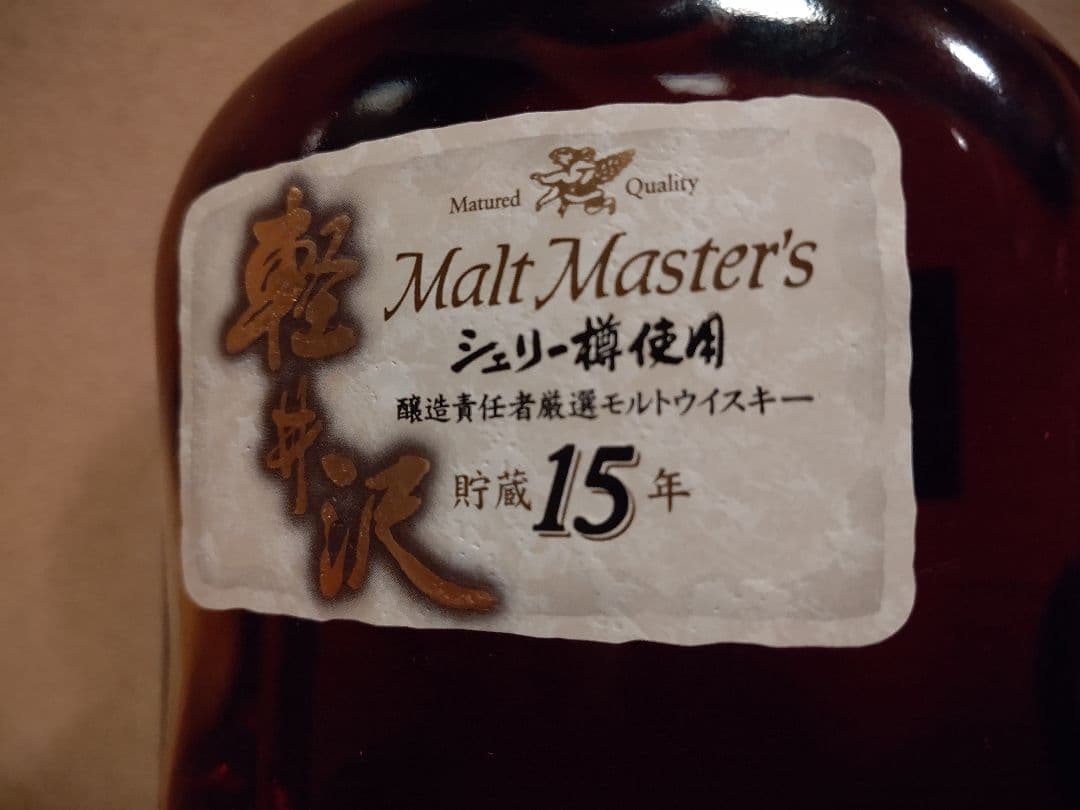 軽井沢
Matured Quality
Malt Master's
シェリー樽使用
醸造責任者厳選モルトウイスキー
貯蔵15年